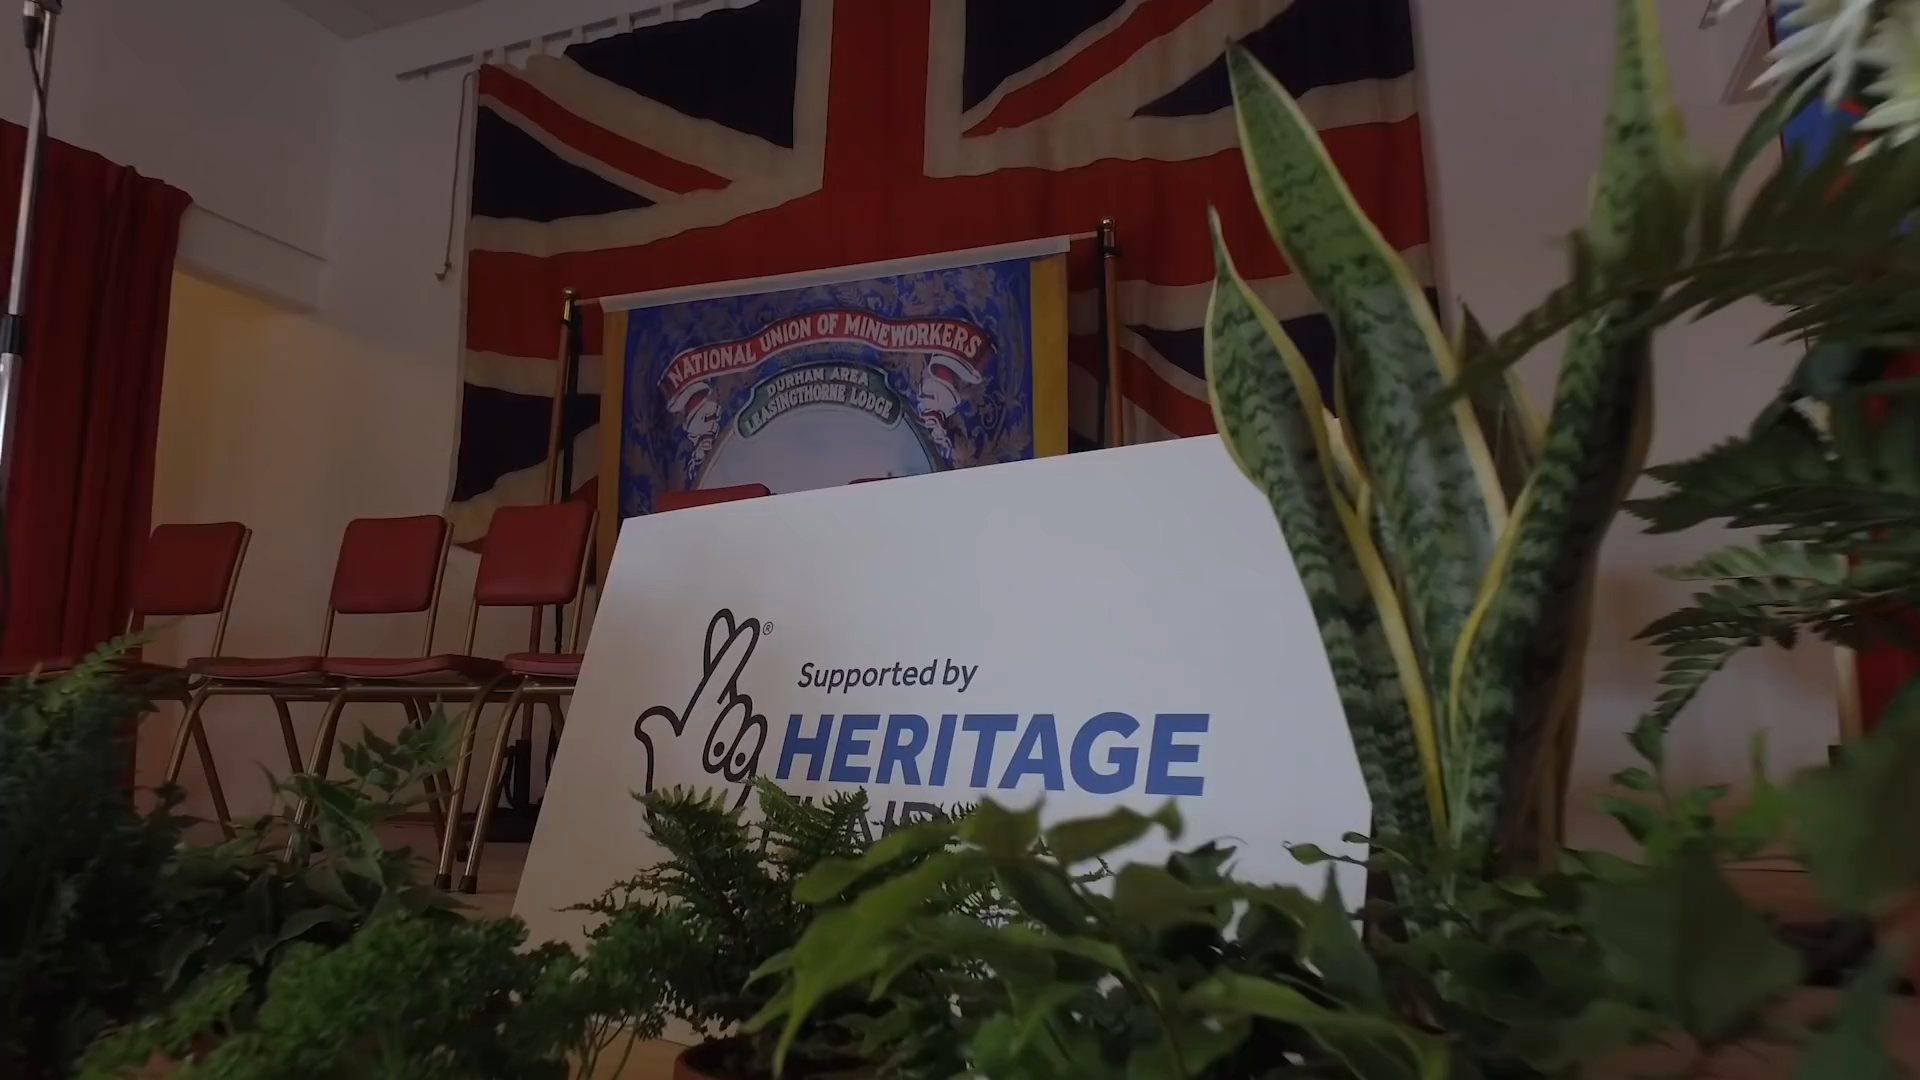 NATIONAL UNION OF MINEWORKERS
DURHAM AREA
LEASINGTHORNE LODGE
®
Supported by
HERITAGE